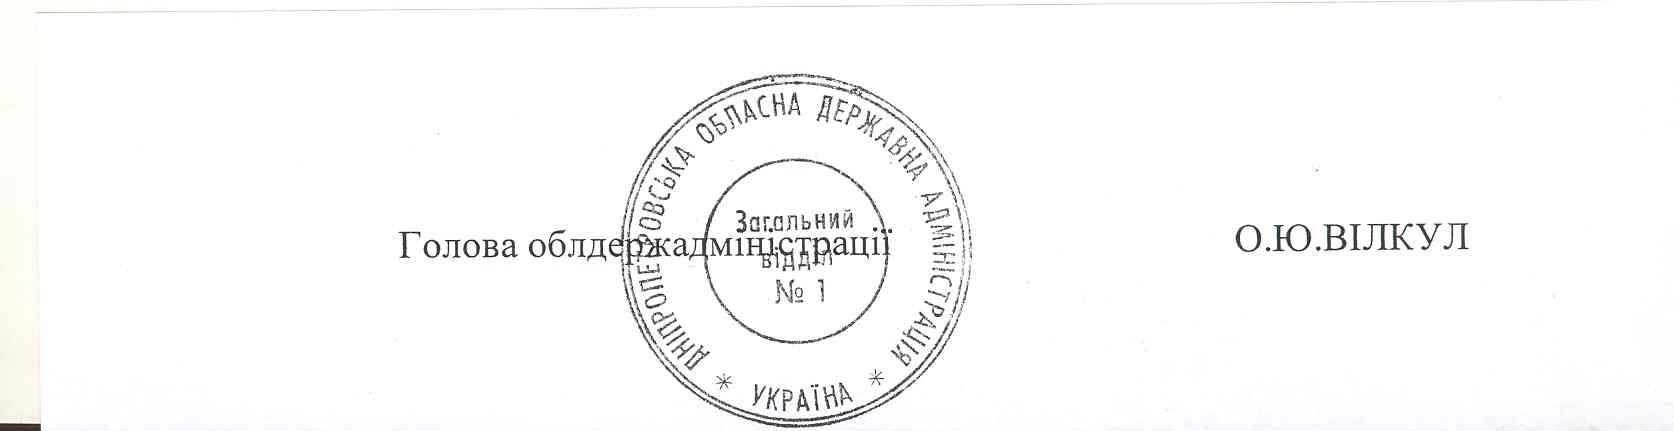 ДНІПРОПЕТРОВСЬКА ОБЛАСНА ДЕРЖАВНА АДМІНІСТРАЦІЯ
* УКРАЇНА *
Загальний
відділ
№ 1
Голова облдержадміністрації О.Ю.ВІЛКУЛ